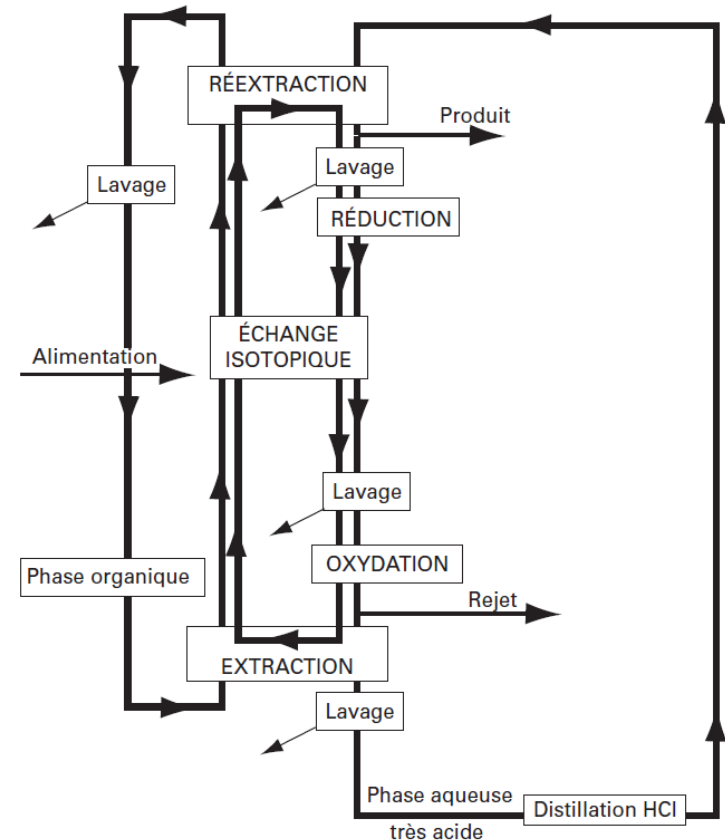 RÉEXTRACTION
Produit
Lavage
Lavage
RÉDUCTION
ÉCHANGE
ISOTOPIQUE
Alimentation
Lavage
OXYDATION
Phase organique
Rejet
EXTRACTION
Lavage
Phase aqueuse
très acide
Distillation HCl